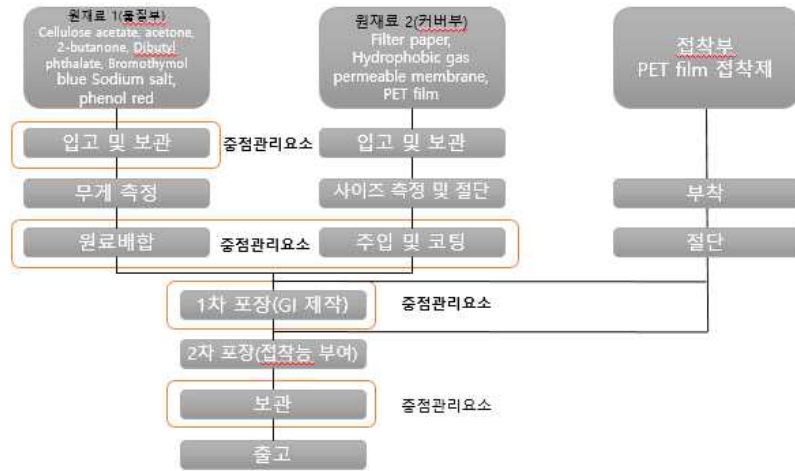 원재료 1(물질부)
Cellulose acetate, acetone,
2-butanone, Dibutyl
phthalate, Bromothymol
blue Sodium salt,
phenol red
원재료 2(커버부)
Filter paper,
Hydrophobic gas
permeable membrane,
PET film
접착부
PET film 접착제
입고 및 보관
중점관리요소
입고 및 보관
무게 측정
사이즈 측정 및 절단
부착
원료배합
중점관리요소
주입 및 코팅
절단
1차 포장(GI 제작)
중점관리요소
2차 포장(접착능 부여)
보관
중점관리요소
출고